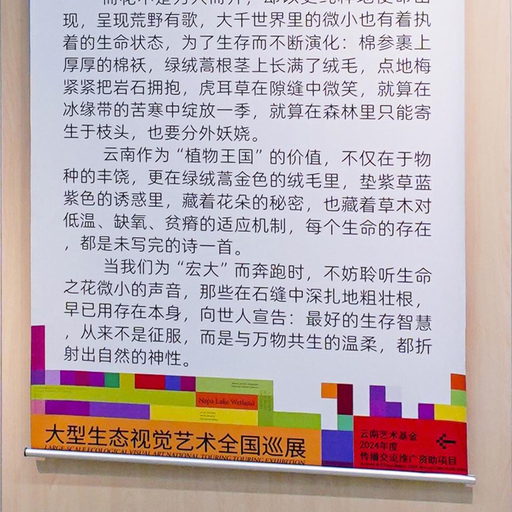 现，呈现荒野有歌，大千世界里的微小也有着执
着的生命状态，为了生存而不断演化：棉参裹上
厚厚的棉袄，绿绒蒿根茎上长满了绒毛，点地梅
紧紧把岩石拥抱，虎耳草在隙缝中微笑，就算在
冰缘带的苦寒中绽放一季，就算在森林里只能寄
生于枝头，也要分外妖娆。
云南作为“植物王国”的价值，不仅在于物
种的丰饶，更在绿绒蒿金色的绒毛里，垫紫草蓝
紫色的诱惑里，藏着花朵的秘密，也藏着草木对
低温、缺氧、贫瘠的适应机制，每个生命的存在
，都是未写完的诗一首。
当我们为“宏大”而奔跑时，不妨聆听生命
之花微小的声音，那些在石缝中深扎地粗壮根，
早已用存在本身，向世人宣告：最好的生存智慧
，从来不是征服，而是与万物共生的温柔，都折
射出自然的神性。
Napa Lake Wetland
大型生态视觉艺术全国巡展
LARGE-SCALE ECOLOGICAL VISUAL ART NATIONAL TOURING TOURING EXHIBITION
云南艺术基金
2024年度
传播交流推广资助项目